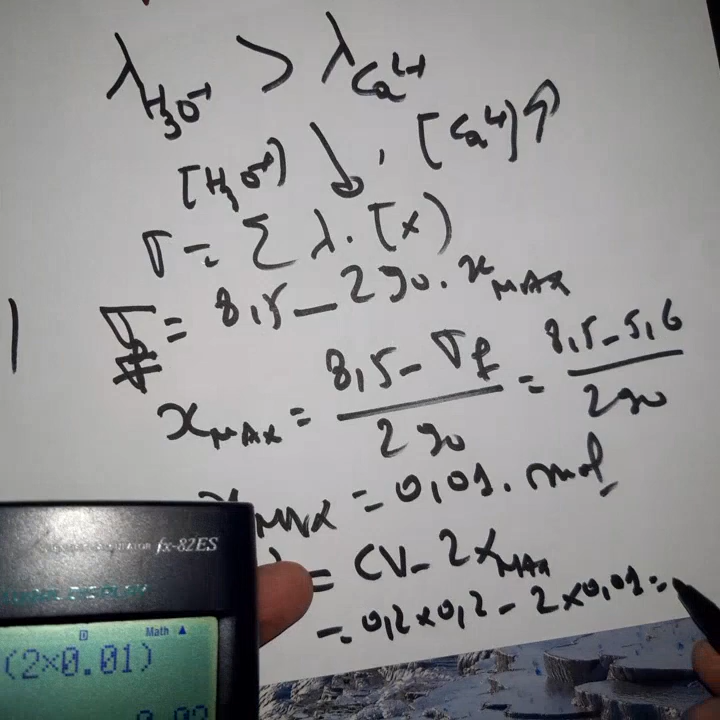 λH₃O⁺ > λCa²⁺
[H₃O⁺] ↓, [Ca²⁺] ↑
σ = Σ λ.[x]
σf = 8,5 - 290.xMAX
xMAX = (8,5 - σf)/290 = (8,5 - 5,6)/290
xMAX = 0,01. mol
= CV - 2xMAX
= 0,2 x 0,2 - 2 x 0,01 =
fx-82ES
D Math ▲
(2×0.01)